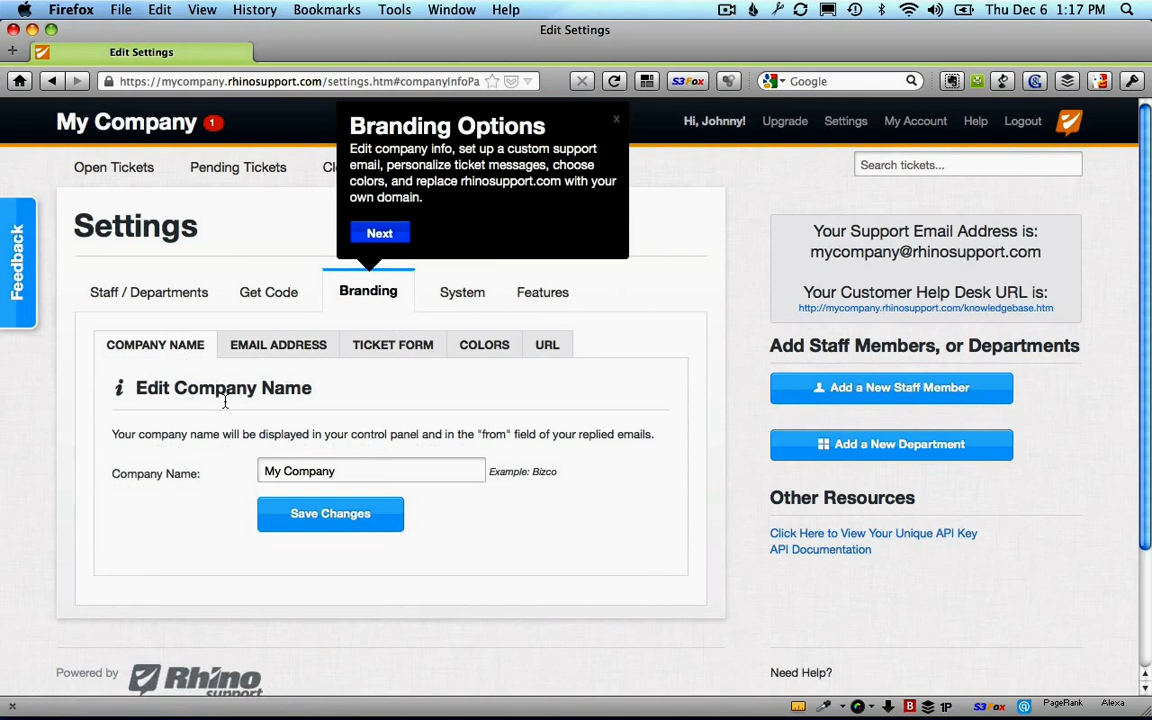 Firefox File Edit View History Bookmarks Tools Window Help Thu Dec 6 1:17 PM
Edit Settings
Edit Settings
https://mycompany.rhinosupport.com/settings.htm#companyInfoPa S3Fox Google
My Company 1
Hi, Johnny! Upgrade Settings My Account Help Logout
Branding Options x
Edit company info, set up a custom support
email, personalize ticket messages, choose
colors, and replace rhinosupport.com with your
own domain.
Next
Open Tickets Pending Tickets Search tickets...
Feedback
Settings
Staff / Departments Get Code Branding System Features
COMPANY NAME EMAIL ADDRESS TICKET FORM COLORS URL
i Edit Company Name
Your company name will be displayed in your control panel and in the "from" field of your replied emails.
Company Name: My Company Example: Bizco
Save Changes
Your Support Email Address is:
mycompany@rhinosupport.com
Your Customer Help Desk URL is:
http://mycompany.rhinosupport.com/knowledgebase.htm
Add Staff Members, or Departments
Add a New Staff Member
Add a New Department
Other Resources
Click Here to View Your Unique API Key
API Documentation
Powered by Rhino
support
Need Help?
x B 1P S3Fox @ PageRank Alexa